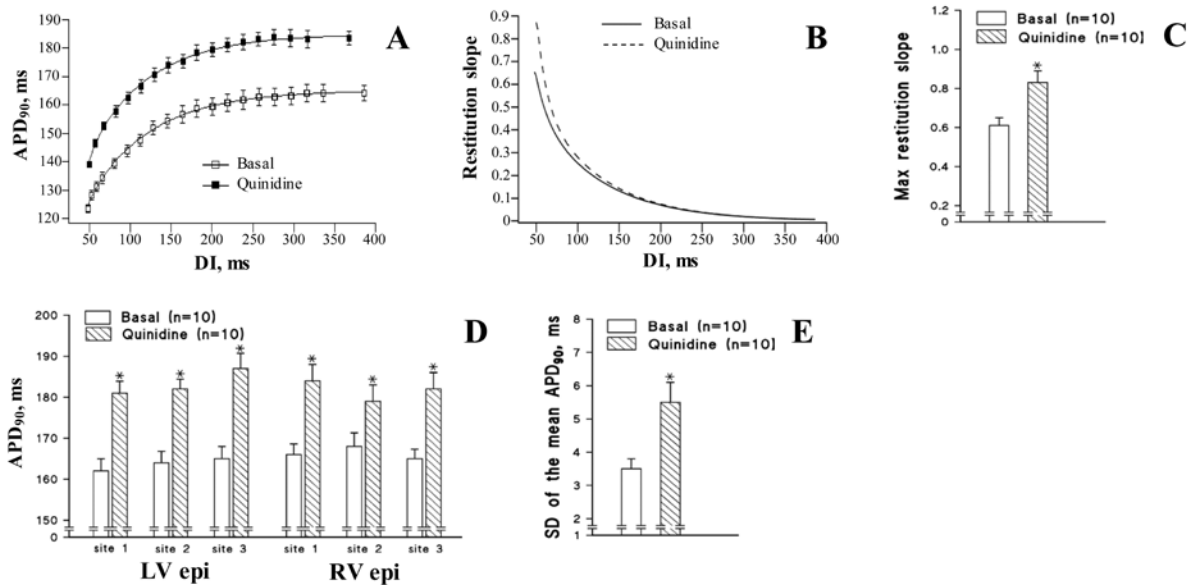 190
180
170
160
150
140
130
120
APD90, ms
A
Basal
Quinidine
50 100 150 200 250 300 350 400
DI, ms
0.9
0.8
0.7
0.6
0.5
0.4
0.3
0.2
0.1
0
Restitution slope
Basal
Quinidine
B
50 100 150 200 250 300 350 400
DI, ms
1.2
1.0
0.8
0.6
0.4
0.2
0
Max restitution slope
Basal (n=10)
Quinidine (n=10)
C
*
200
190
180
170
160
150
0
APD90, ms
Basal (n=10)
Quinidine (n=10)
D
* * * * * *
site 1 site 2 site 3 site 1 site 2 site 3
LV epi RV epi
8
7
6
5
4
3
2
1
SD of the mean APD90, ms
Basal (n=10)
Quinidine (n=10)
E
*